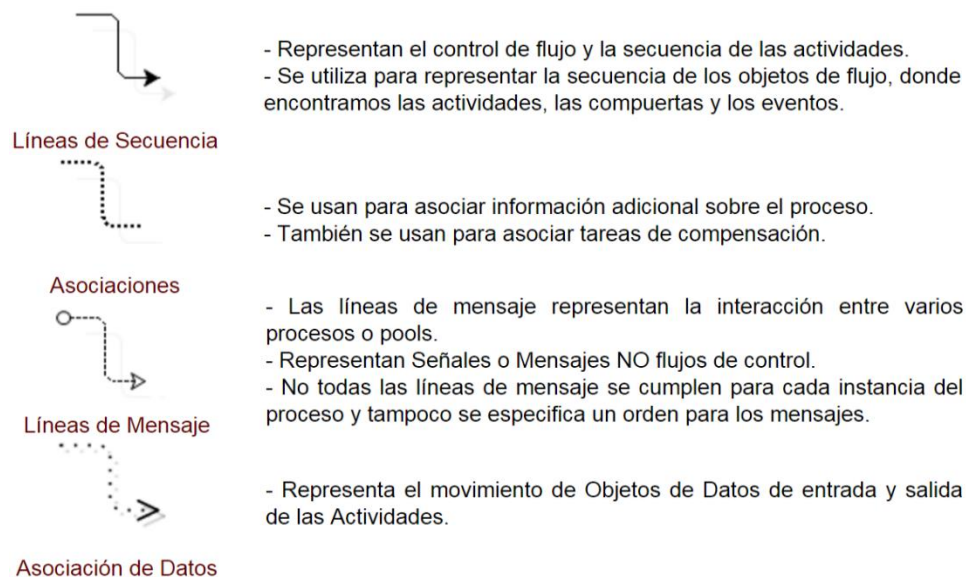 - Representan el control de flujo y la secuencia de las actividades.
- Se utiliza para representar la secuencia de los objetos de flujo, donde
encontramos las actividades, las compuertas y los eventos.
Líneas de Secuencia
- Se usan para asociar información adicional sobre el proceso.
- También se usan para asociar tareas de compensación.
Asociaciones
- Las líneas de mensaje representan la interacción entre varios
procesos o pools.
- Representan Señales o Mensajes NO flujos de control.
- No todas las líneas de mensaje se cumplen para cada instancia del
proceso y tampoco se especifica un orden para los mensajes.
Líneas de Mensaje
- Representa el movimiento de Objetos de Datos de entrada y salida
de las Actividades.
Asociación de Datos